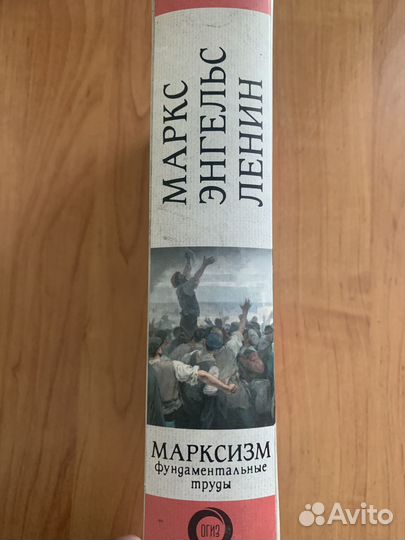 МАРКС
ЭНГЕЛЬС
ЛЕНИН
МАРКСИЗМ
фундаментальные
труды
ОГИЗ
Avito